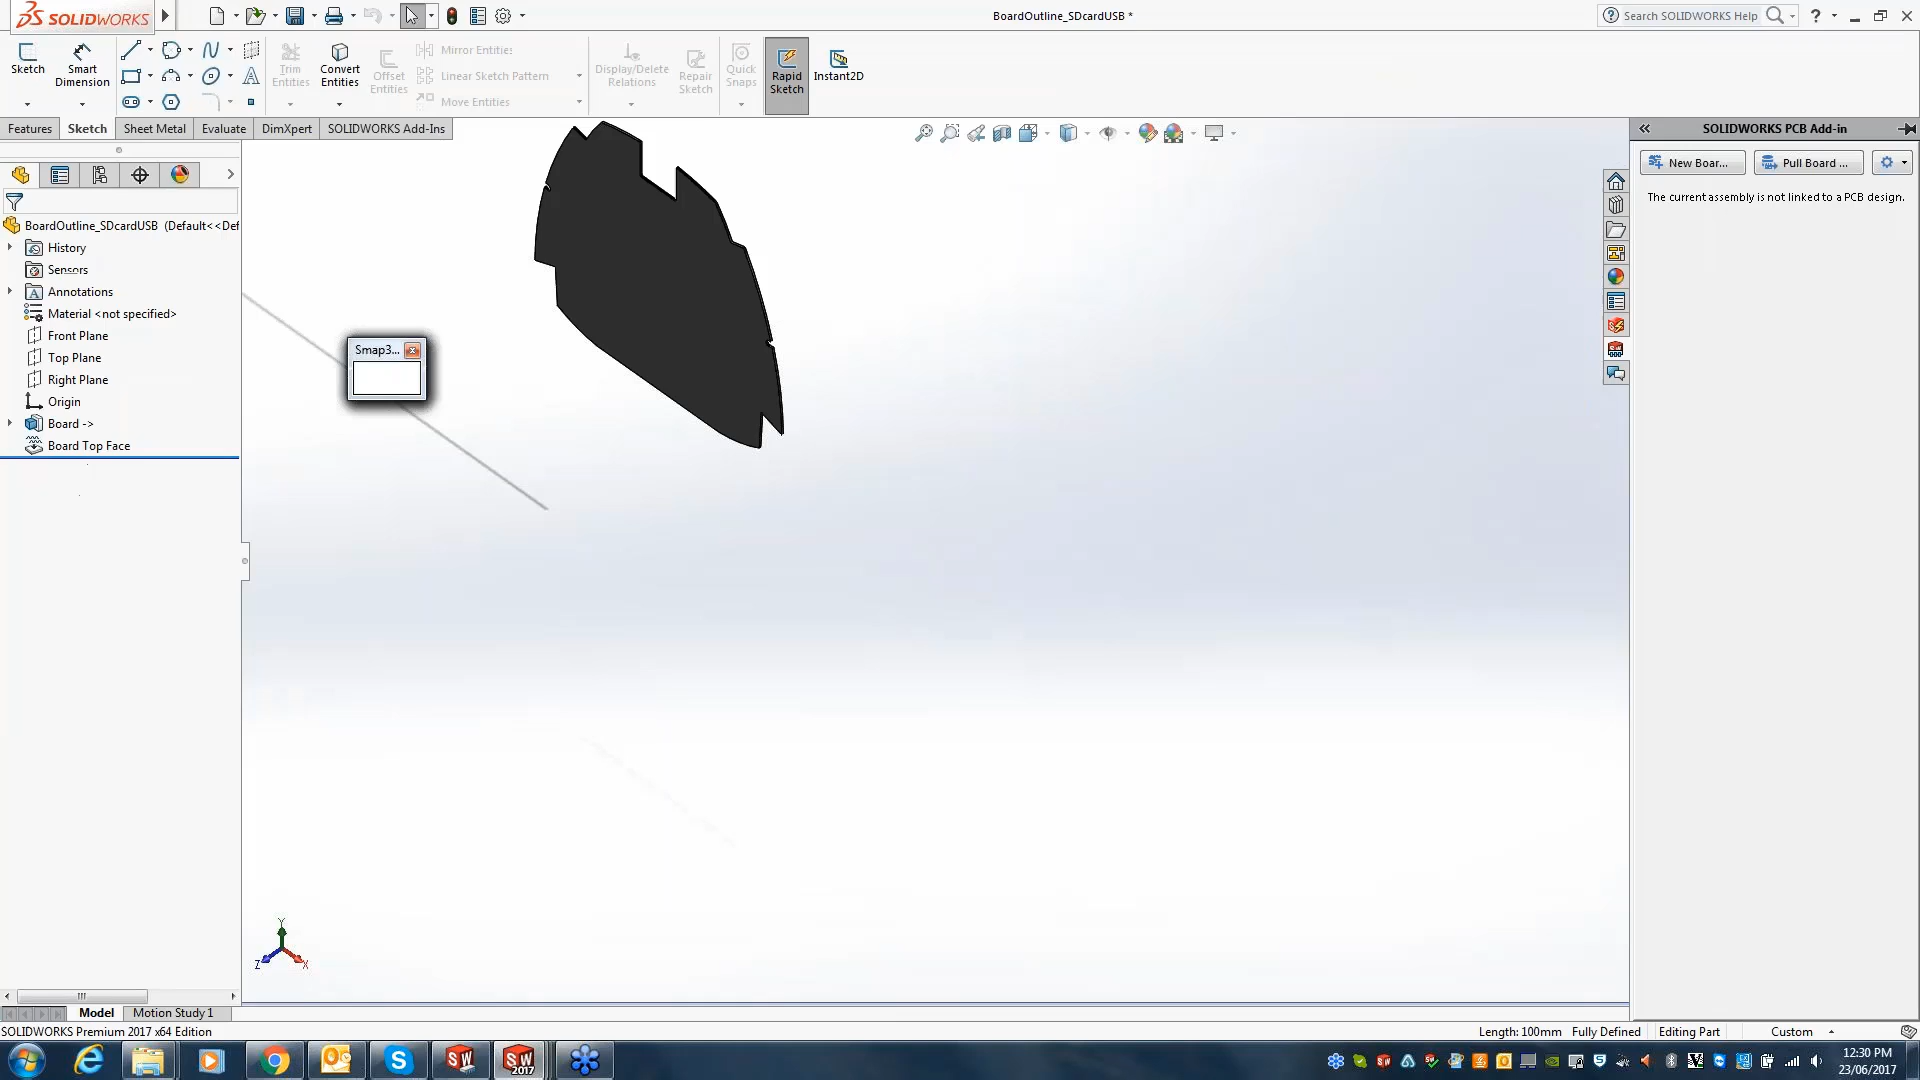 SOLIDWORKS
BoardOutline_SDcardUSB *
Search SOLIDWORKS Help
Sketch
Smart Dimension
Trim Entities
Convert Entities
Offset Entities
Mirror Entities
Linear Sketch Pattern
Move Entities
Display/Delete Relations
Repair Sketch
Quick Snaps
Rapid Sketch
Instant2D
Features
Sketch
Sheet Metal
Evaluate
DimXpert
SOLIDWORKS Add-Ins
SOLIDWORKS PCB Add-in
New Boar...
Pull Board ...
The current assembly is not linked to a PCB design.
BoardOutline_SDcardUSB (Default<<Def
History
Sensors
Annotations
Material <not specified>
Front Plane
Top Plane
Right Plane
Origin
Board ->
Board Top Face
Smap3...
Y
Z
X
Model
Motion Study 1
SOLIDWORKS Premium 2017 x64 Edition
Length: 100mm
Fully Defined
Editing Part
Custom
12:30 PM
23/06/2017